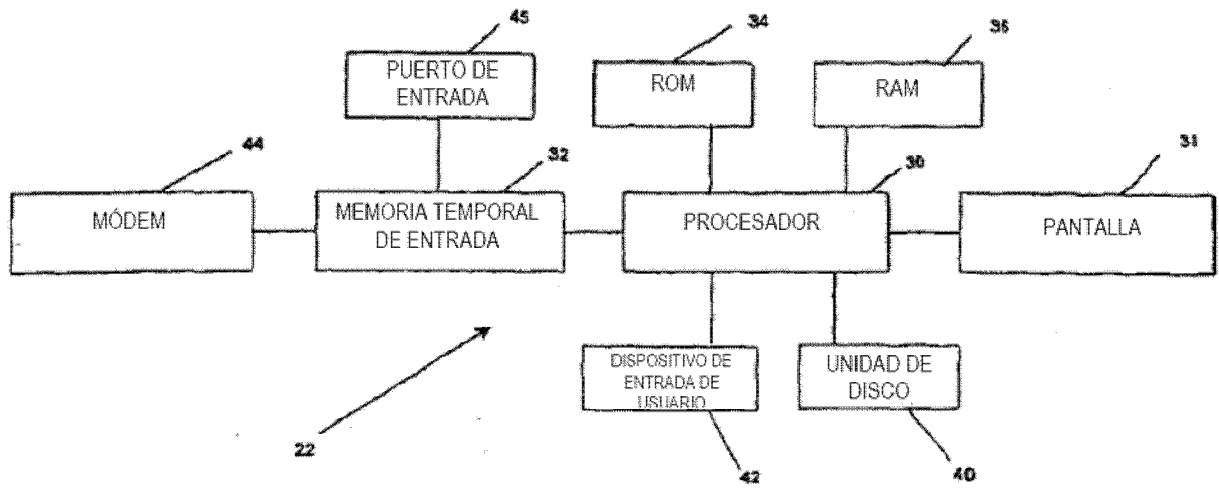 45
34
35
PUERTO DE
ENTRADA
ROM
RAM
44
32
30
31
MÓDEM
MEMORIA TEMPORAL
DE ENTRADA
PROCESADOR
PANTALLA
DISPOSITIVO DE
ENTRADA DE
USUARIO
UNIDAD DE
DISCO
22
42
40